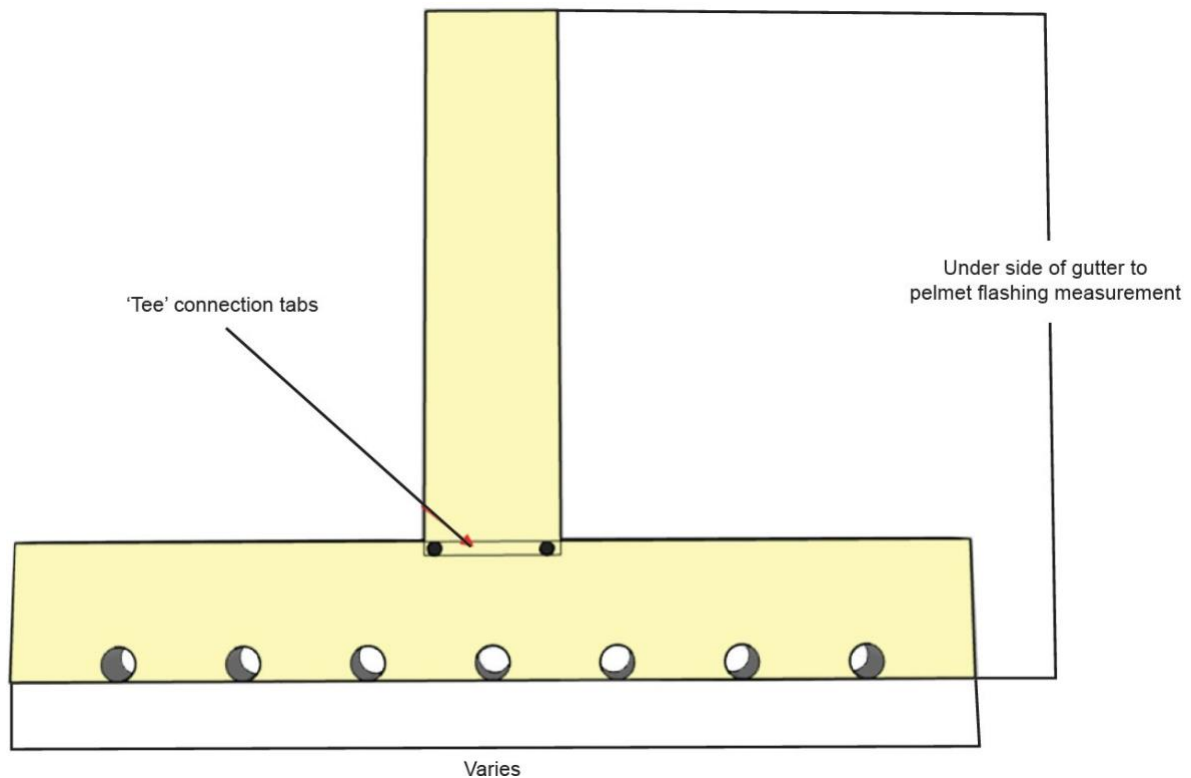 Under side of gutter to
pelmet flashing measurement
‘Tee’ connection tabs
Varies